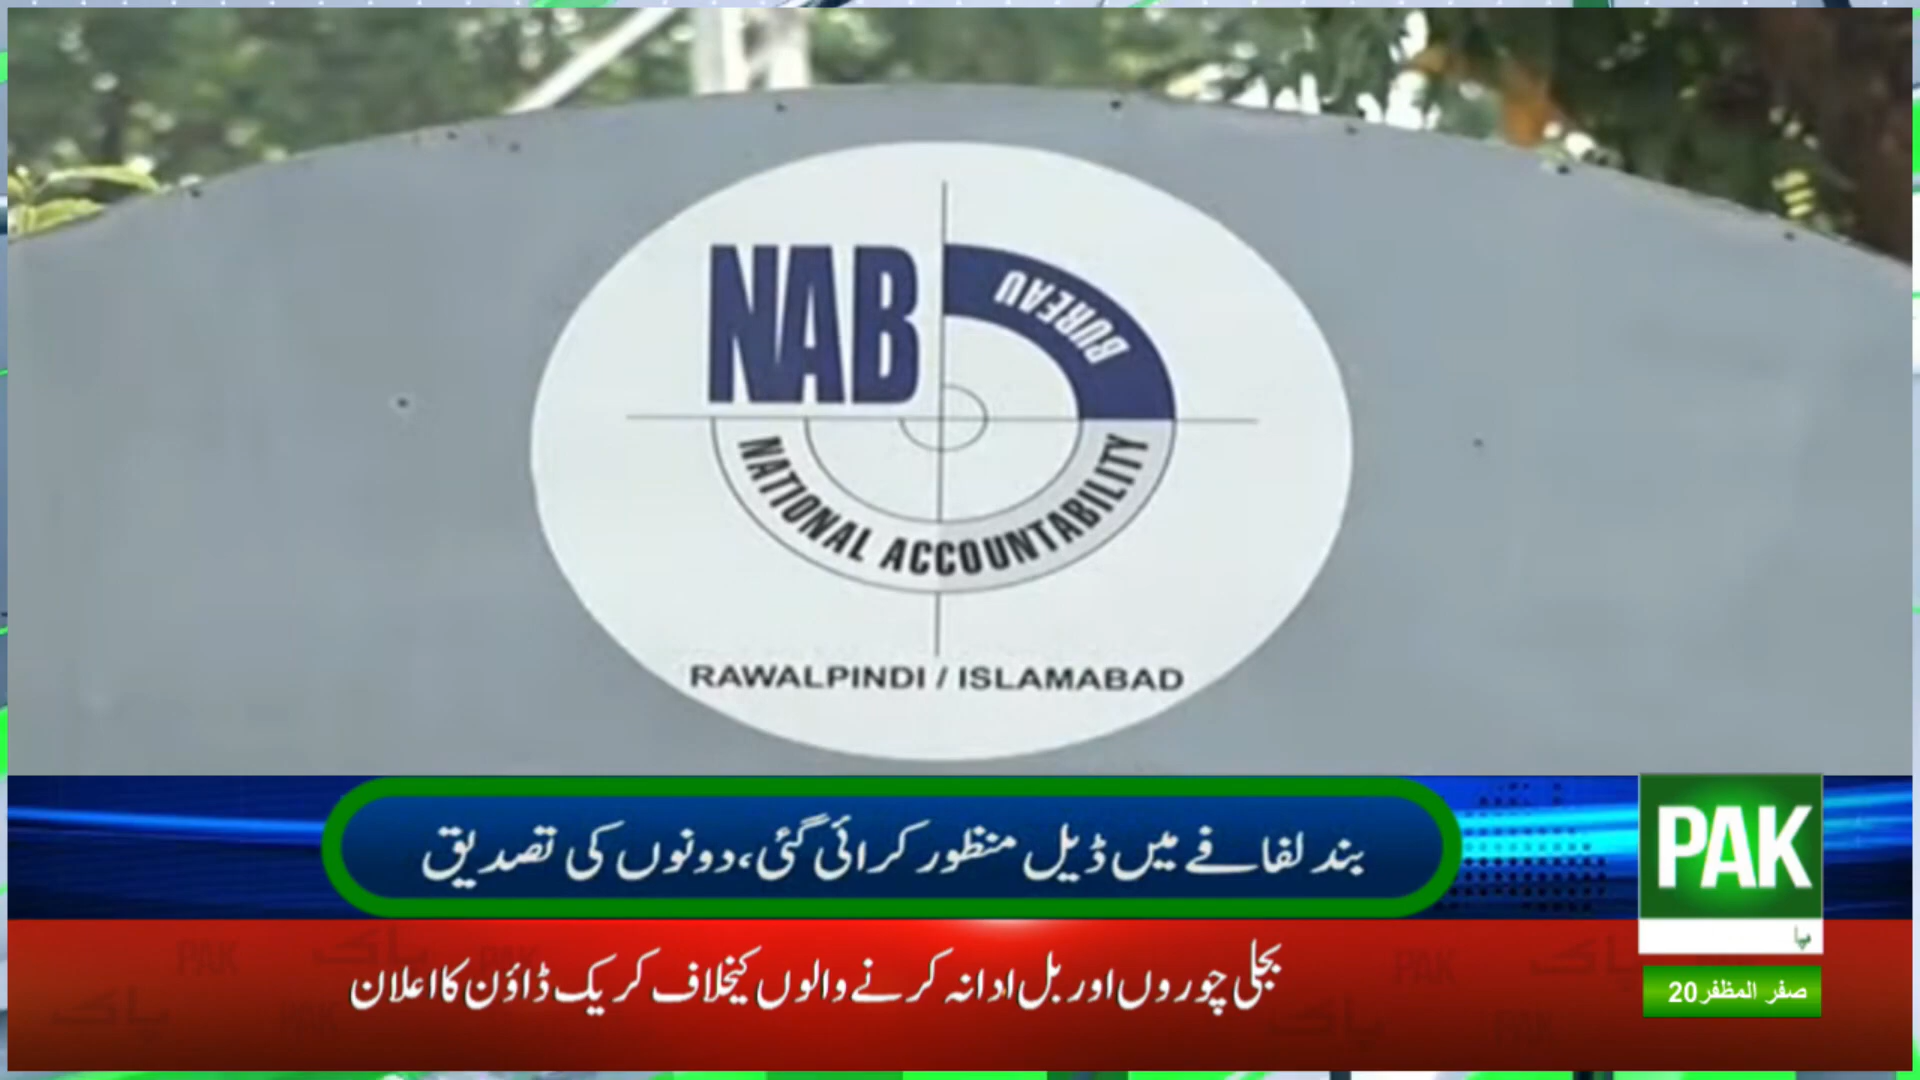 NAB
BUREAU
NATIONAL ACCOUNTABILITY
RAWALPINDI / ISLAMABAD
بند لفافے میں ڈیل منظور کرائی گئی، دونوں کی تصدیق
PAK
بجلی چوروں اور بل ادا نہ کرنے والوں کیخلاف کریک ڈاؤن کا اعلان
20 صفر المظفر